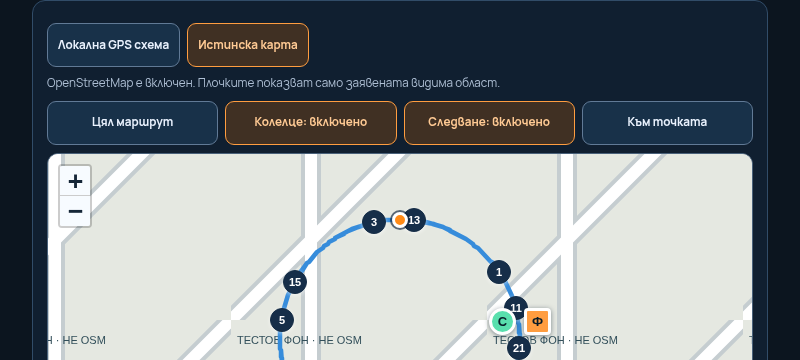 Локална GPS схема
Истинска карта
OpenStreetMap е включен. Плочките показват само заявената видима област.
Цял маршрут
Колелце: включено
Следване: включено
Към точката
+
−
3
13
15
1
5
11
С
Ф
Н · НЕ OSM
ТЕСТОВ ФОН · НЕ OSM
ТЕСТОВ ФОН · НЕ OSM
21